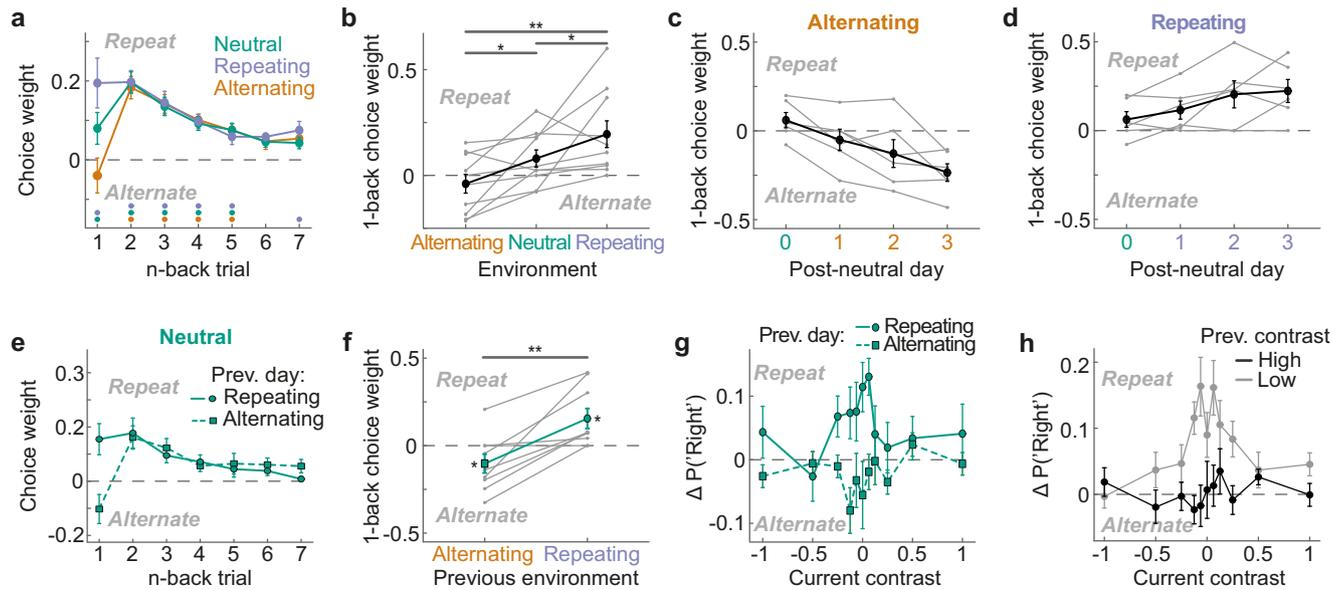 a
Repeat
Neutral
Repeating
Alternating
Choice weight
0.2
0
Alternate
1 2 3 4 5 6 7
n-back trial
b
**
*
*
1-back choice weight
0.5
Repeat
0
Alternate
Alternating Neutral Repeating
Environment
c
Alternating
1-back choice weight
0.5
Repeat
0
Alternate
-0.5
0 1 2 3
Post-neutral day
d
Repeating
1-back choice weight
0.5
Repeat
0
Alternate
-0.5
0 1 2 3
Post-neutral day
e
Neutral
Choice weight
0.3
Repeat
Prev. day:
Repeating
Alternating
0.2
0
Alternate
-0.2
1 2 3 4 5 6 7
n-back trial
f
**
1-back choice weight
0.5
Repeat
0
*
*
Alternate
-0.5
Alternating Repeating
Previous environment
g
Prev. day:
Repeating
Alternating
Δ P('Right')
Repeat
0.1
0
-0.1
Alternate
-1 -0.5 0 0.5 1
Current contrast
h
Prev. contrast
High
Low
Δ P('Right')
0.2
Repeat
0.1
0
Alternate
-1 -0.5 0 0.5 1
Current contrast